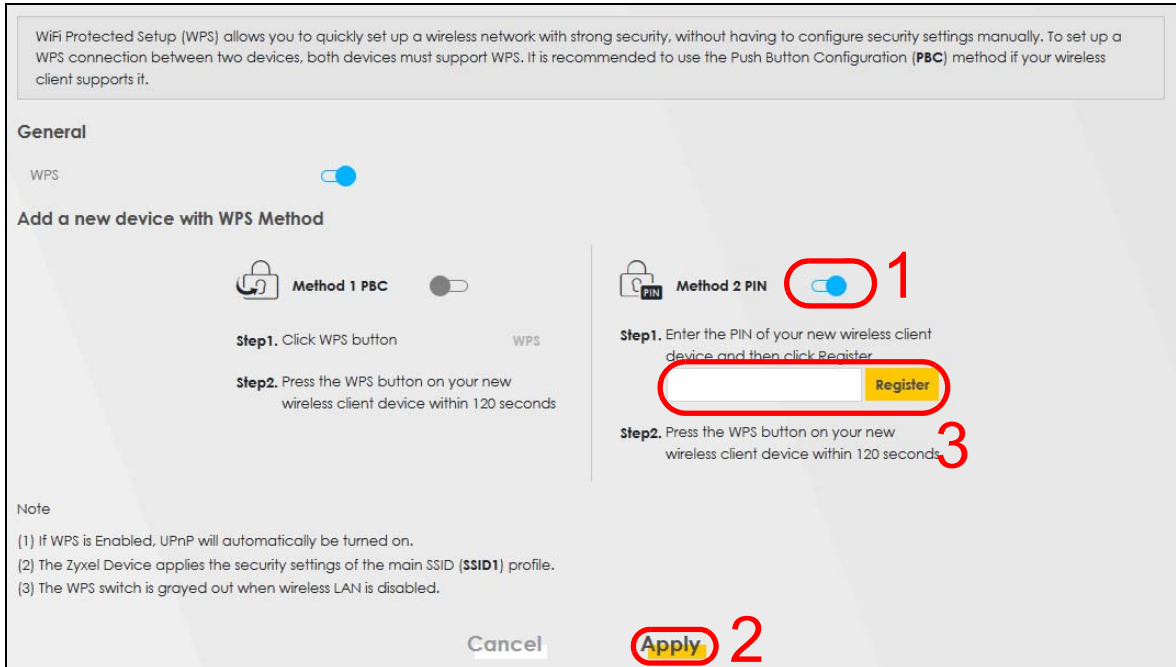 WiFi Protected Setup (WPS) allows you to quickly set up a wireless network with strong security, without having to configure security settings manually. To set up a
WPS connection between two devices, both devices must support WPS. It is recommended to use the Push Button Configuration (PBC) method if your wireless
client supports it.
General
WPS
Add a new device with WPS Method
Method 1 PBC
Step1. Click WPS button WPS
Step2. Press the WPS button on your new
wireless client device within 120 seconds
PIN Method 2 PIN 1
Step1. Enter the PIN of your new wireless client
device and then click Register
Register
3
Step2. Press the WPS button on your new
wireless client device within 120 seconds
Note
(1) If WPS is Enabled, UPnP will automatically be turned on.
(2) The Zyxel Device applies the security settings of the main SSID (SSID1) profile.
(3) The WPS switch is grayed out when wireless LAN is disabled.
Cancel Apply 2